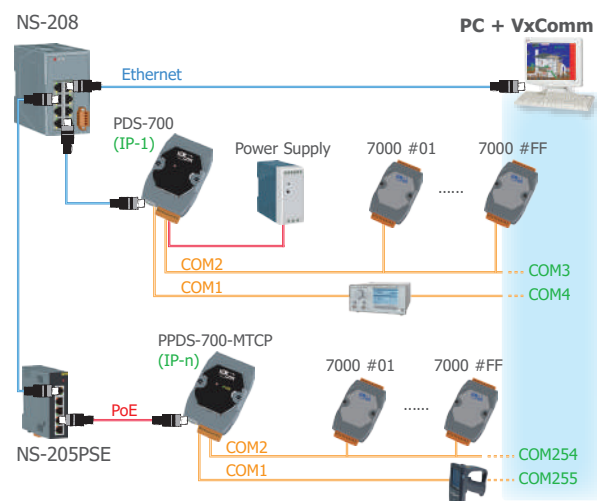 NS-208
PC + VxComm
Ethernet
PDS-700
(IP-1)
Power Supply
7000 #01
7000 #FF
......
COM2
COM3
COM1
COM4
PPDS-700-MTCP
(IP-n)
7000 #01
7000 #FF
......
PoE
NS-205PSE
COM2
COM254
COM1
COM255